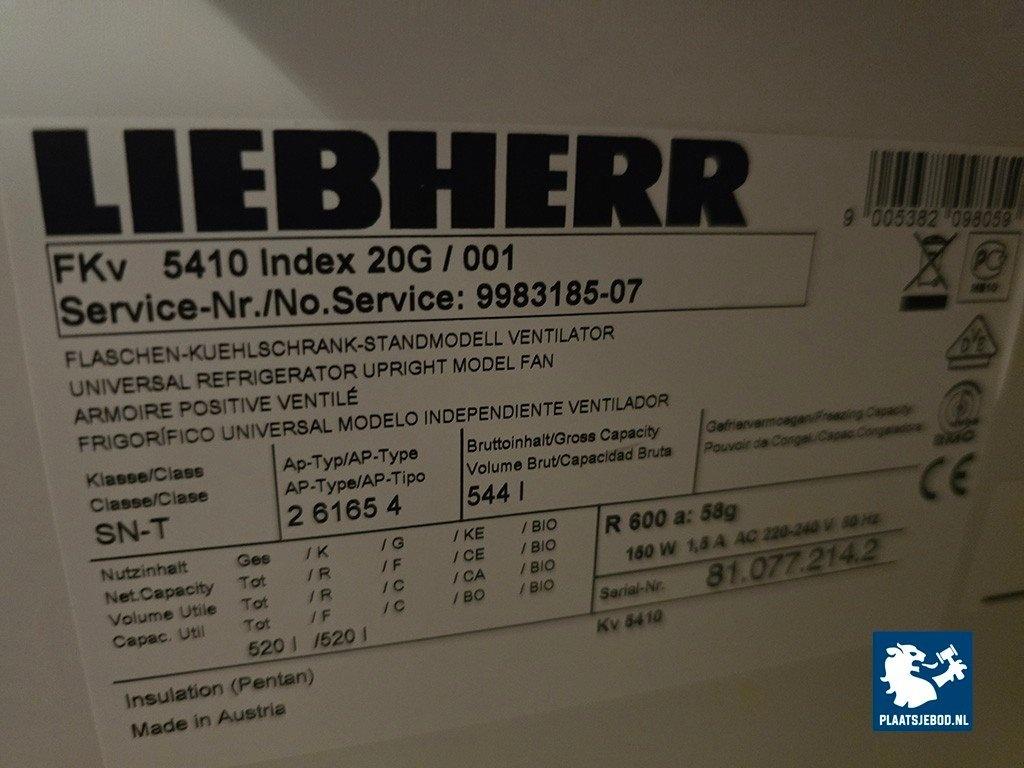 LIEBHERR
9 005382 098059
FKv 5410 Index 20G / 001
Service-Nr./No.Service: 9983185-07
FLASCHEN-KUEHLSCHRANK-STANDMODELL VENTILATOR
UNIVERSAL REFRIGERATOR UPRIGHT MODEL FAN
ARMOIRE POSITIVE VENTILÉ
FRIGORÍFICO UNIVERSAL MODELO INDEPENDIENTE VENTILADOR
Klasse/Class
Classe/Clase
SN-T
Ap-Typ/AP-Type
AP-Type/AP-Tipo
2 6165 4
Bruttoinhalt/Gross Capacity
Volume Brut/Capacidad Bruta
544 l
Gefriervermoegen/Freezing Capacity
Pouvoir de Congel./Capac.Congeladora
CE
Nutzinhalt Ges / K / G / KE / BIO
Net.Capacity Tot / R / F / CE / BIO
Volume Utile Tot / R / C / CA / BIO
Capac. Util Tot / F / C / BO / BIO
520 l /520 l
R 600 a: 58g
150 W 1,5 A AC 220-240 V 50 Hz
Serial-Nr. 81.077.214.2
Kv 5410
Insulation (Pentan)
Made in Austria
PLAATSJEBOD.NL